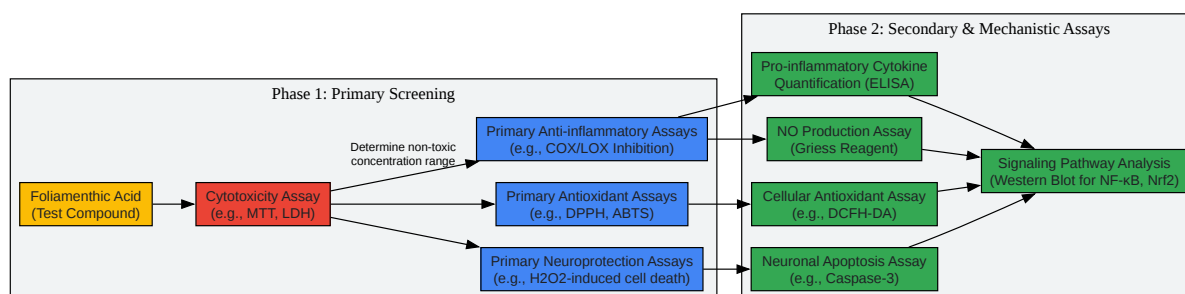 Phase 2: Secondary & Mechanistic Assays
Pro-inflammatory Cytokine
Quantification (ELISA)
Phase 1: Primary Screening
Determine non-toxic
concentration range
Primary Anti-inflammatory Assays
(e.g., COX/LOX Inhibition)
NO Production Assay
(Griess Reagent)
Signaling Pathway Analysis
(Western Blot for NF-κB, Nrf2)
Foliamenthic Acid
(Test Compound)
Cytotoxicity Assay
(e.g., MTT, LDH)
Primary Antioxidant Assays
(e.g., DPPH, ABTS)
Cellular Antioxidant Assay
(e.g., DCFH-DA)
Primary Neuroprotection Assays
(e.g., H2O2-induced cell death)
Neuronal Apoptosis Assay
(e.g., Caspase-3)